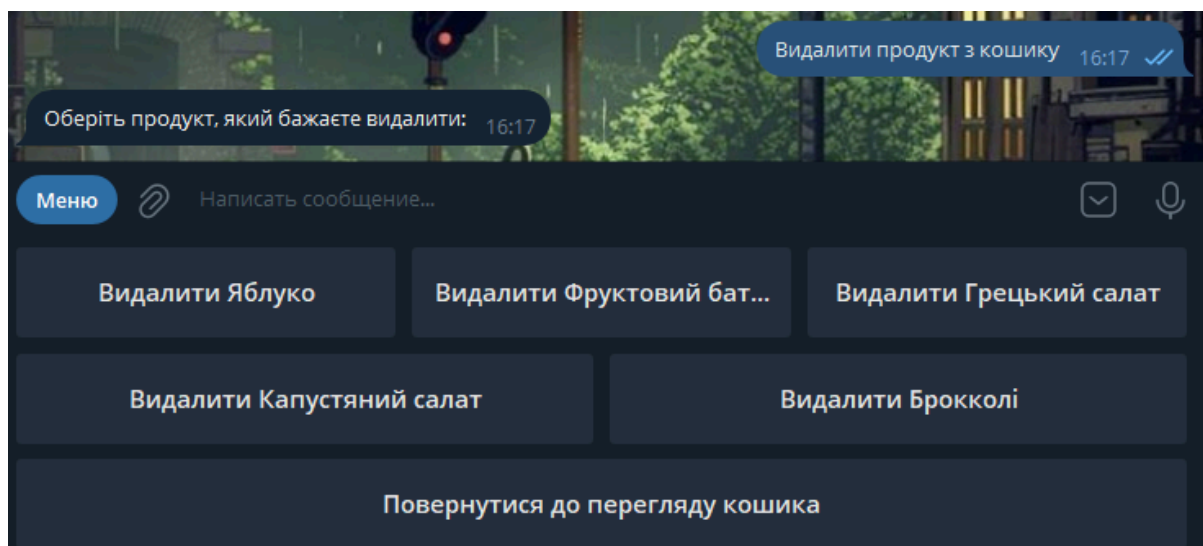 Видалити продукт з кошику 16:17
Оберіть продукт, який бажаєте видалити: 16:17
Меню Написать сообщение...
Видалити Яблуко Видалити Фруктовий бат... Видалити Грецький салат
Видалити Капустяний салат Видалити Брокколі
Повернутися до перегляду кошика